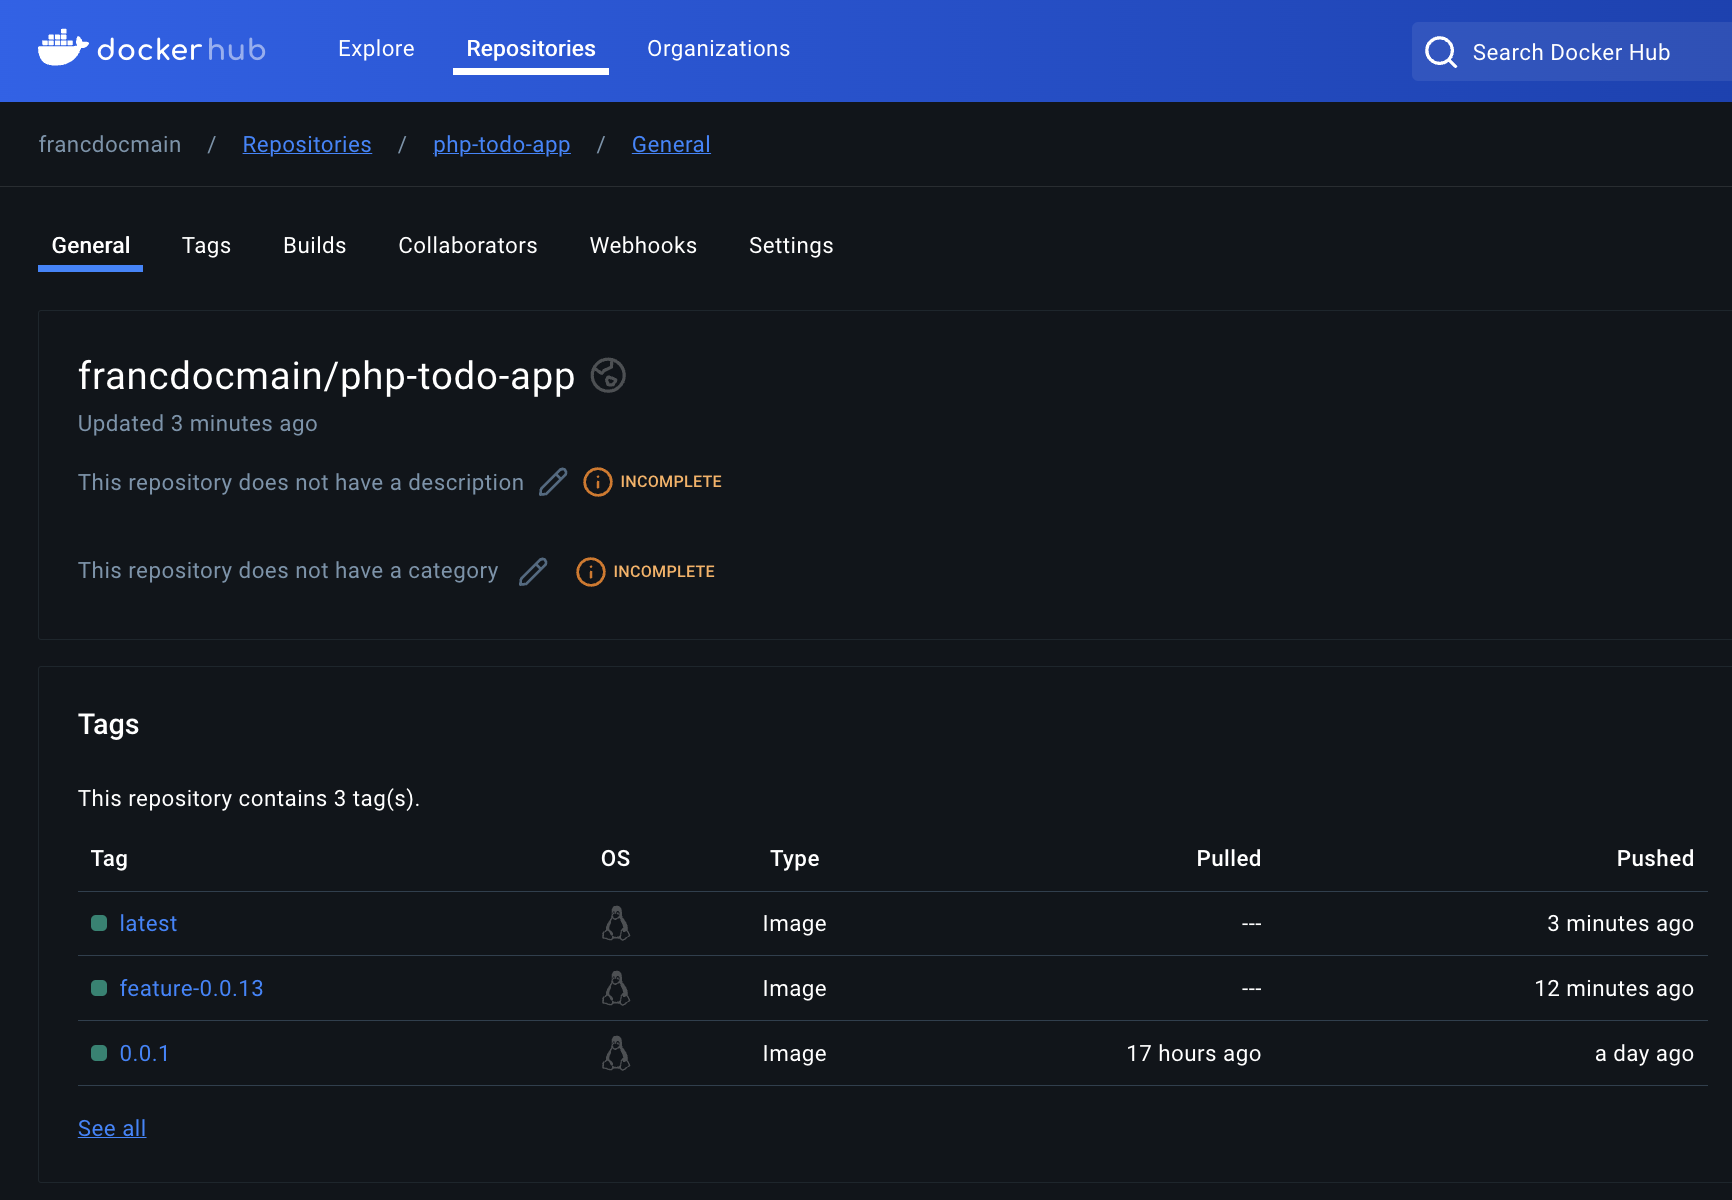 dockerhub Explore Repositories Organizations Search Docker Hub
francdocmain / Repositories / php-todo-app / General
General Tags Builds Collaborators Webhooks Settings
francdocmain/php-todo-app
Updated 3 minutes ago
This repository does not have a description INCOMPLETE
This repository does not have a category INCOMPLETE
Tags
This repository contains 3 tag(s).
Tag OS Type Pulled Pushed
latest Image --- 3 minutes ago
feature-0.0.13 Image --- 12 minutes ago
0.0.1 Image 17 hours ago a day ago
See all